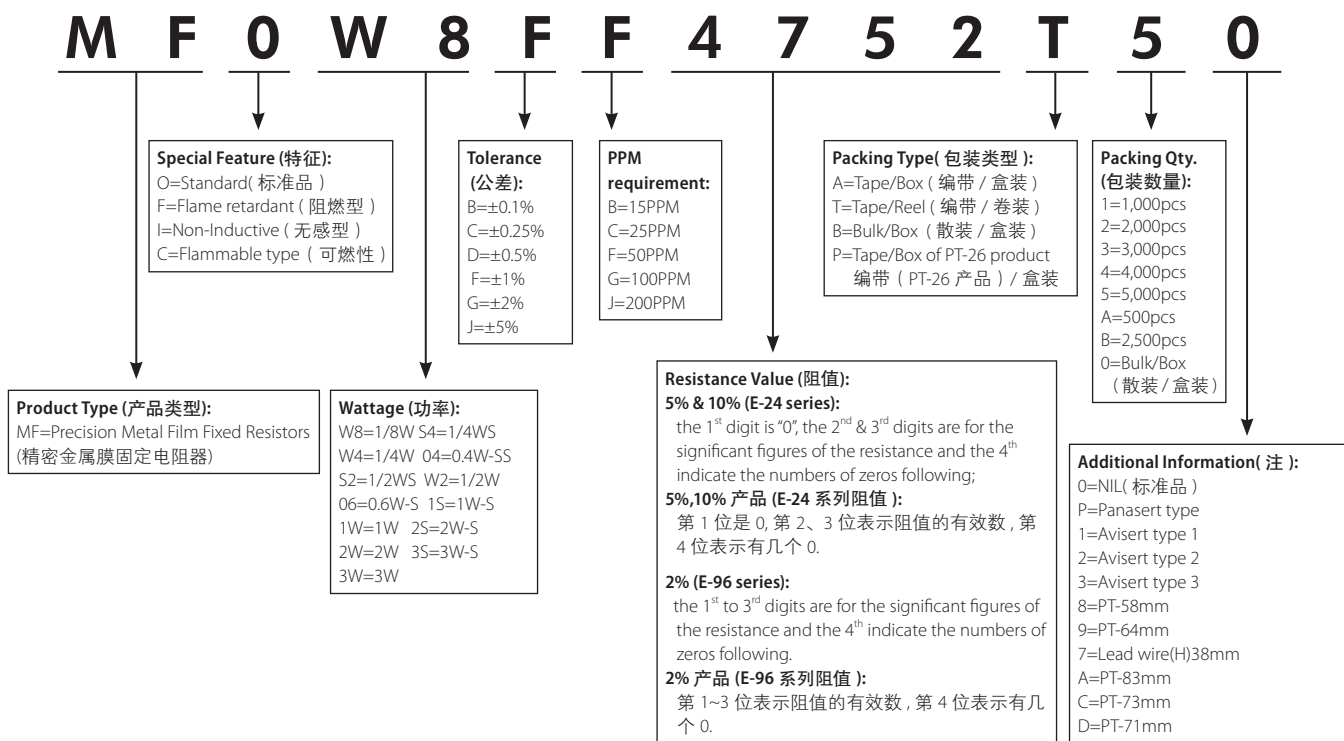 M F 0 W 8 F F 4 7 5 2 T 5 0
Special Feature (特征):
O=Standard( 标准品 )
F=Flame retardant ( 阻燃型 )
I=Non-Inductive ( 无感型 )
C=Flammable type ( 可燃性 )
Tolerance
(公差):
B=±0.1%
C=±0.25%
D=±0.5%
F=±1%
G=±2%
J=±5%
PPM
requirement:
B=15PPM
C=25PPM
F=50PPM
G=100PPM
J=200PPM
Packing Type( 包装类型 ):
A=Tape/Box ( 编带 / 盒装 )
T=Tape/Reel ( 编带 / 卷装 )
B=Bulk/Box ( 散装 / 盒装 )
P=Tape/Box of PT-26 product
编带 ( PT-26 产品 ) / 盒装
Packing Qty.
(包装数量):
1=1,000pcs
2=2,000pcs
3=3,000pcs
4=4,000pcs
5=5,000pcs
A=500pcs
B=2,500pcs
0=Bulk/Box
( 散装 / 盒装 )
Product Type (产品类型):
MF=Precision Metal Film Fixed Resistors
(精密金属膜固定电阻器)
Wattage (功率):
W8=1/8W S4=1/4WS
W4=1/4W 04=0.4W-SS
S2=1/2WS W2=1/2W
06=0.6W-S 1S=1W-S
1W=1W 2S=2W-S
2W=2W 3S=3W-S
3W=3W
Resistance Value (阻值):
5% & 10% (E-24 series):
the 1st digit is "0", the 2nd & 3rd digits are for the
significant figures of the resistance and the 4th
indicate the numbers of zeros following;
5%,10% 产品 (E-24 系列阻值 ):
第 1 位是 0, 第 2、3 位表示阻值的有效数 , 第
4 位表示有几个 0.
2% (E-96 series):
the 1st to 3rd digits are for the significant figures of
the resistance and the 4th indicate the numbers of
zeros following.
2% 产品 (E-96 系列阻值 ):
第 1~3 位表示阻值的有效数 , 第 4 位表示有几
个 0.
Additional Information( 注 ):
0=NIL( 标准品 )
P=Panasert type
1=Avisert type 1
2=Avisert type 2
3=Avisert type 3
8=PT-58mm
9=PT-64mm
7=Lead wire(H)38mm
A=PT-83mm
C=PT-73mm
D=PT-71mm